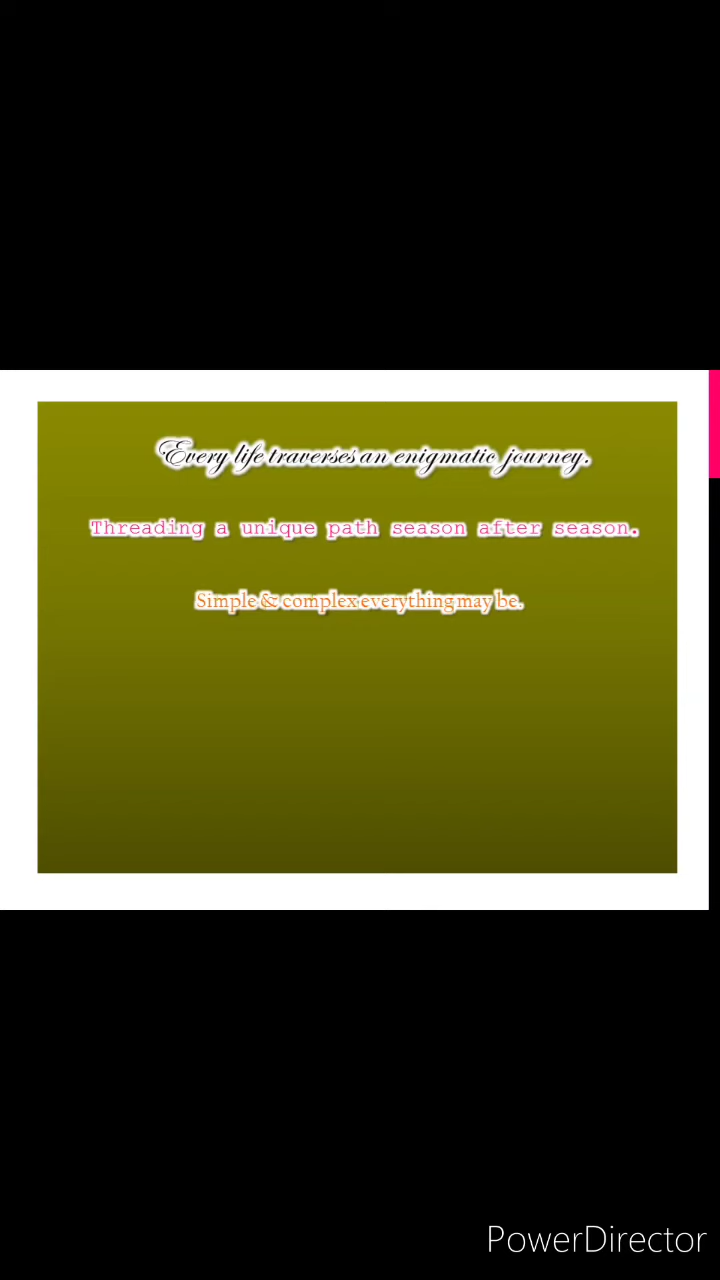 Every life traverses an enigmatic journey.
Threading a unique path season after season.
Simple & complex everything may be.
PowerDirector